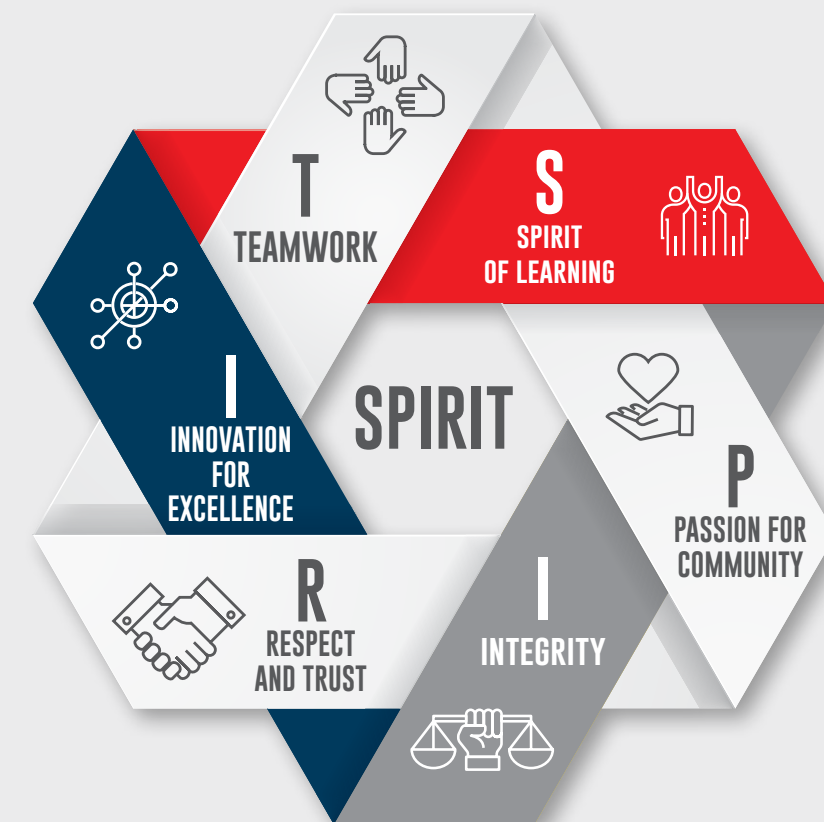 S
SPIRIT
OF LEARNING
P
PASSION FOR
COMMUNITY
I
INTEGRITY
R
RESPECT
AND TRUST
I
INNOVATION
FOR
EXCELLENCE
T
TEAMWORK
SPIRIT